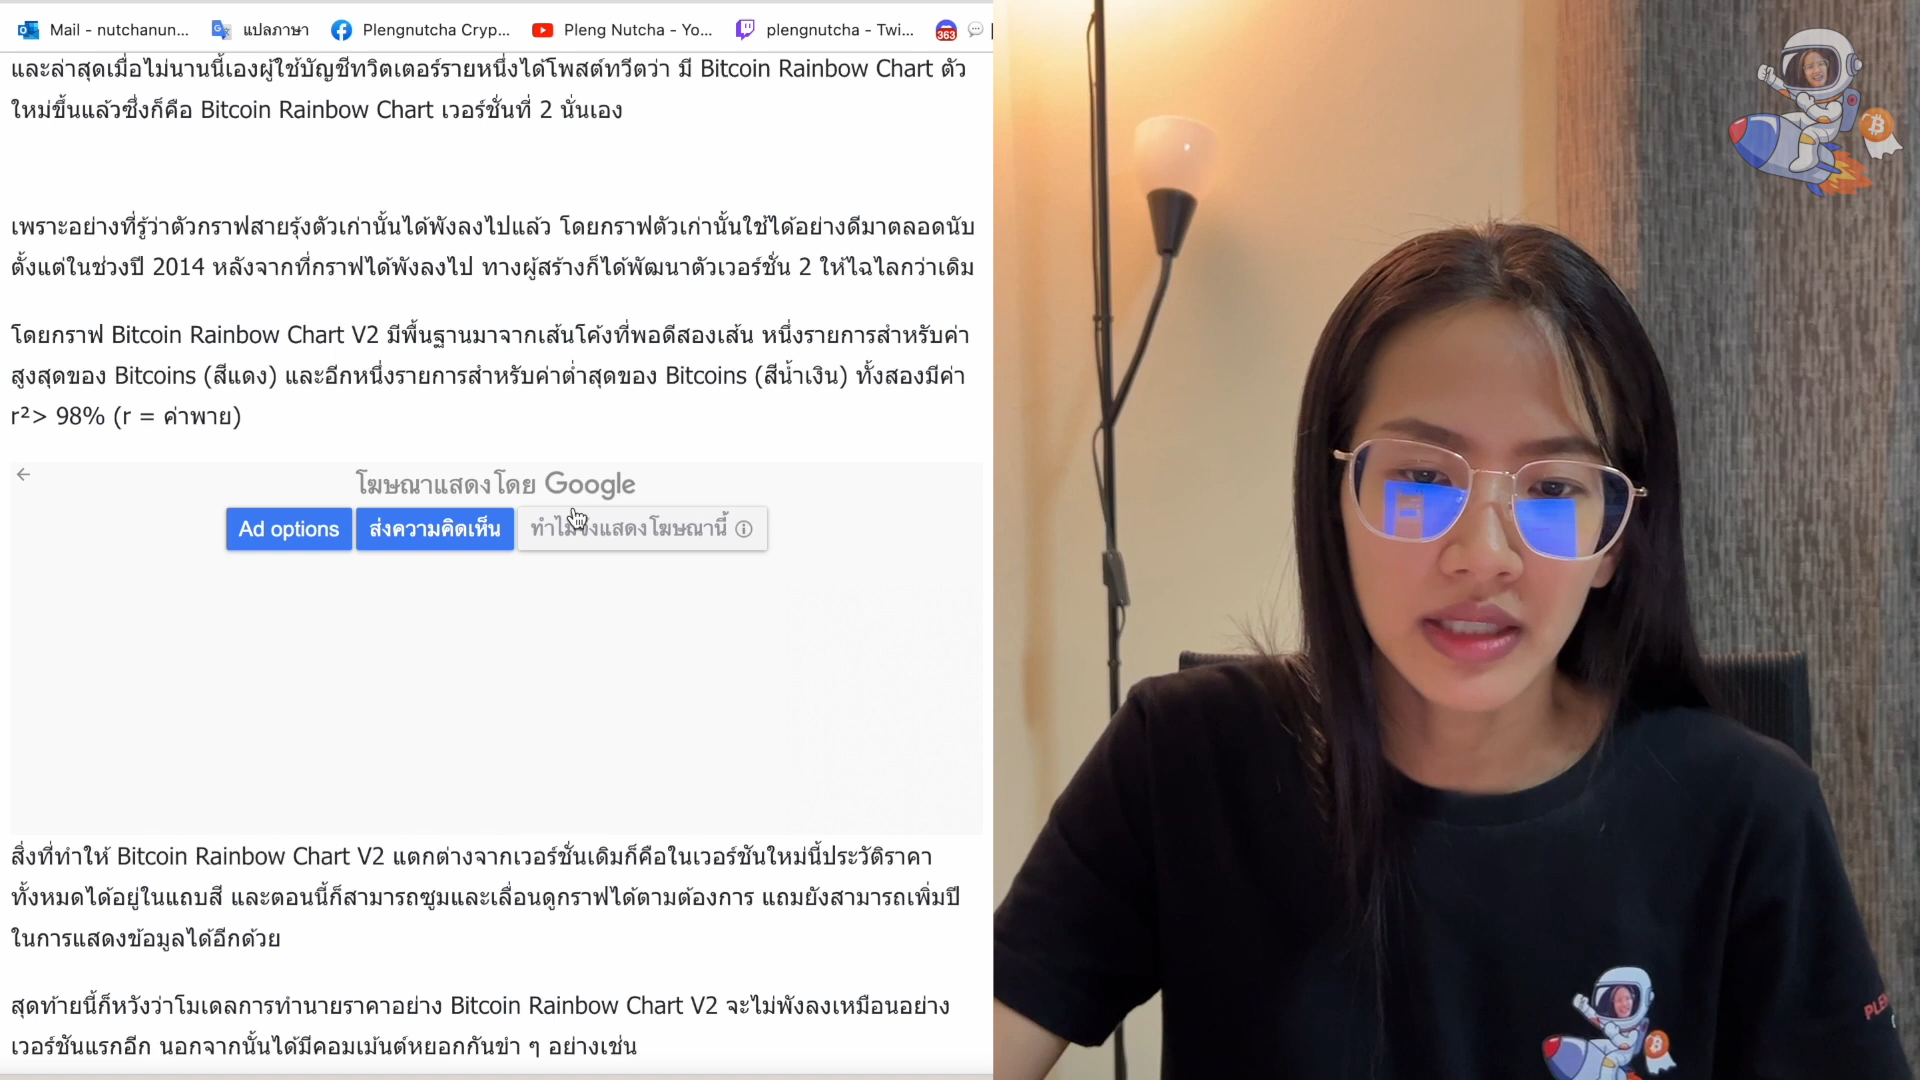 Mail - nutchanun...
แปลภาษา
Plengnutcha Cryp...
Pleng Nutcha - Yo...
plengnutcha - Twi...
363
และล่าสุดเมื่อไม่นานนี้เองผู้ใช้บัญชีทวิตเตอร์รายหนึ่งได้โพสต์ทวีตว่า มี Bitcoin Rainbow Chart ตัว
ใหม่ขึ้นแล้วซึ่งก็คือ Bitcoin Rainbow Chart เวอร์ชั่นที่ 2 นั่นเอง
เพราะอย่างที่รู้ว่าตัวกราฟสายรุ้งตัวเก่านั้นได้พังลงไปแล้ว โดยกราฟตัวเก่านั้นใช้ได้อย่างดีมาตลอดนับ
ตั้งแต่ในช่วงปี 2014 หลังจากที่กราฟได้พังลงไป ทางผู้สร้างก็ได้พัฒนาตัวเวอร์ชั่น 2 ให้ไฉไลกว่าเดิม
โดยกราฟ Bitcoin Rainbow Chart V2 มีพื้นฐานมาจากเส้นโค้งที่พอดีสองเส้น หนึ่งรายการสำหรับค่า
สูงสุดของ Bitcoins (สีแดง) และอีกหนึ่งรายการสำหรับค่าต่ำสุดของ Bitcoins (สีน้ำเงิน) ทั้งสองมีค่า
r²> 98% (r = ค่าพาย)
โฆษณาแสดงโดย Google
Ad options
ส่งความคิดเห็น
ทำไมจึงแสดงโฆษณานี้
สิ่งที่ทำให้ Bitcoin Rainbow Chart V2 แตกต่างจากเวอร์ชั่นเดิมก็คือในเวอร์ชันใหม่นี้ประวัติราคา
ทั้งหมดได้อยู่ในแถบสี และตอนนี้ก็สามารถซูมและเลื่อนดูกราฟได้ตามต้องการ แถมยังสามารถเพิ่มปี
ในการแสดงข้อมูลได้อีกด้วย
สุดท้ายนี้ก็หวังว่าโมเดลการทำนายราคาอย่าง Bitcoin Rainbow Chart V2 จะไม่พังลงเหมือนอย่าง
เวอร์ชันแรกอีก นอกจากนั้นได้มีคอมเม้นต์หยอกกันขำ ๆ อย่างเช่น